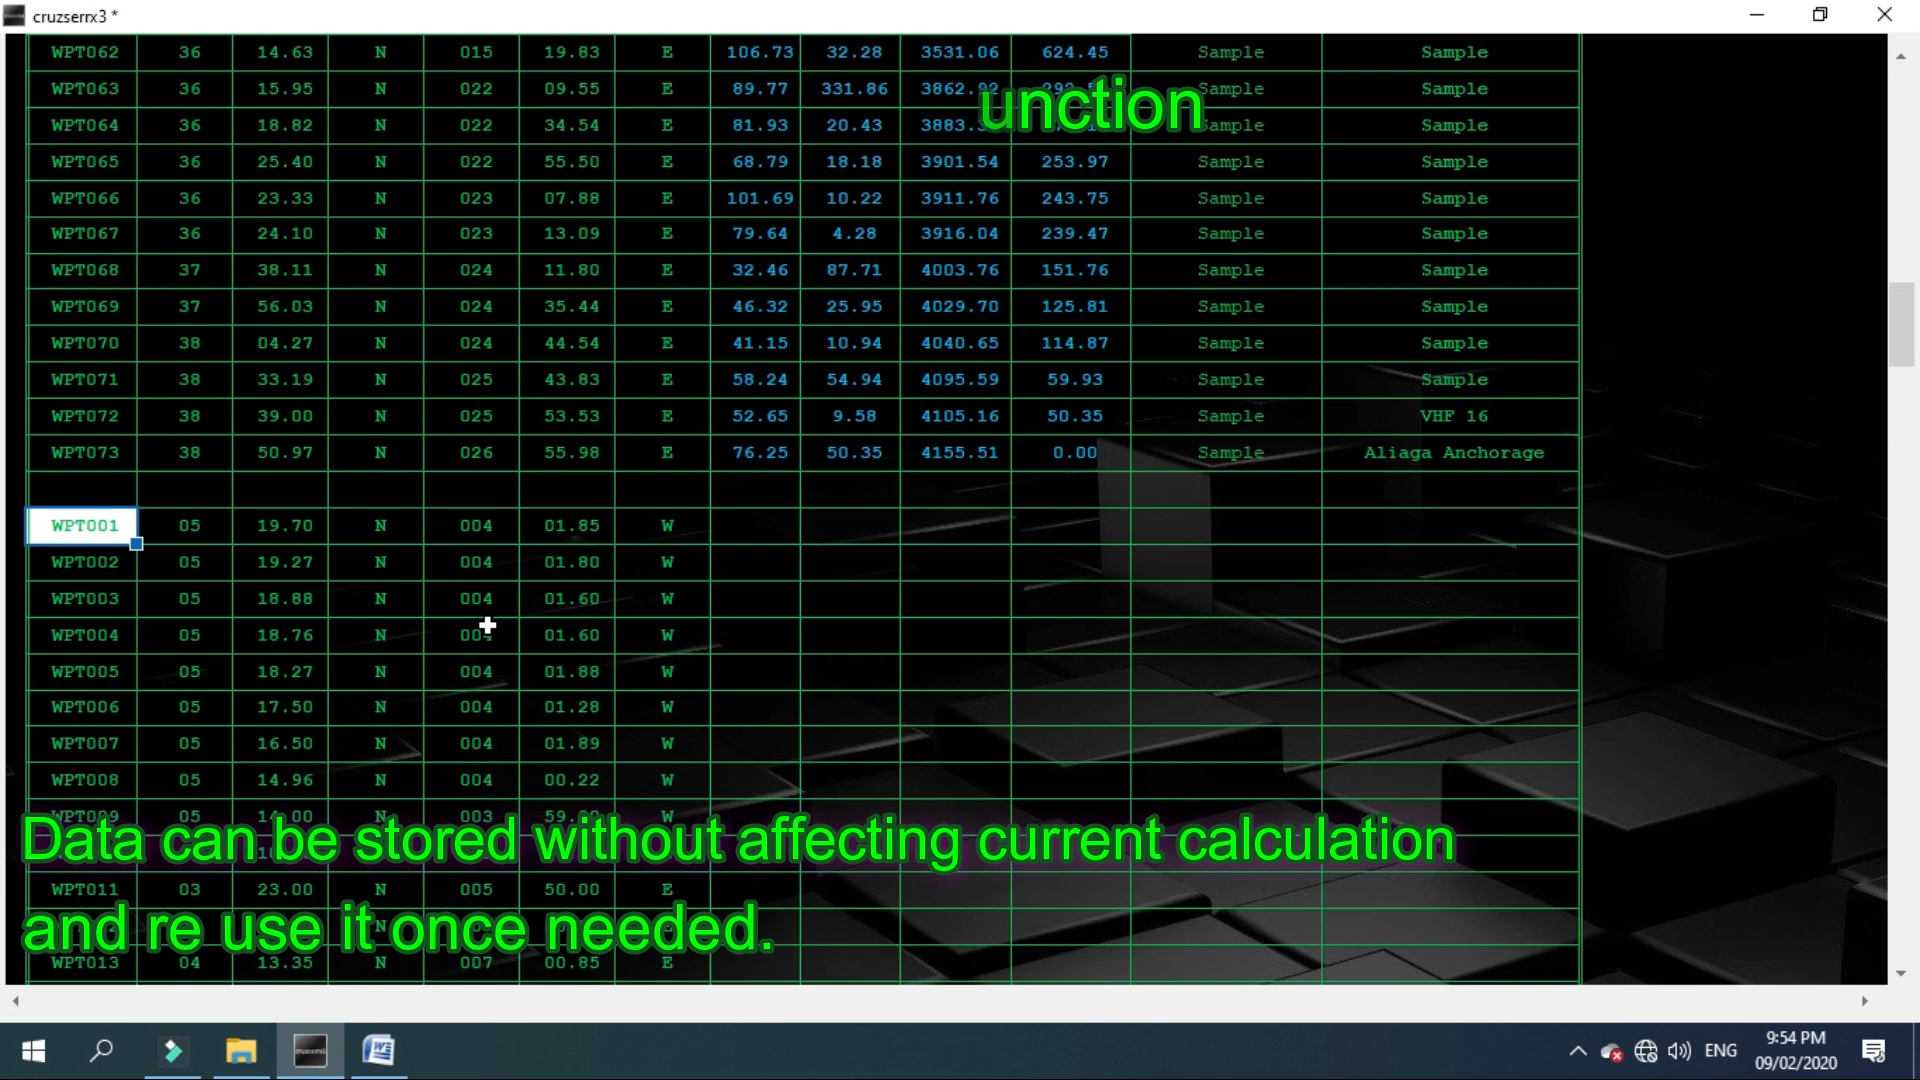 cruzserrx3 *
WPT062 36 14.63 N 015 19.83 E 106.73 32.28 3531.06 624.45 Sample Sample
WPT063 36 15.95 N 022 09.55 E 89.77 331.86 Sample Sample
unction
WPT064 36 18.82 N 022 34.54 E 81.93 20.43 Sample Sample
WPT065 36 25.40 N 022 55.50 E 68.79 18.18 3901.54 253.97 Sample Sample
WPT066 36 23.33 N 023 07.88 E 101.69 10.22 3911.76 243.75 Sample Sample
WPT067 36 24.10 N 023 13.09 E 79.64 4.28 3916.04 239.47 Sample Sample
WPT068 37 38.11 N 024 11.80 E 32.46 87.71 4003.76 151.76 Sample Sample
WPT069 37 56.03 N 024 35.44 E 46.32 25.95 4029.70 125.81 Sample Sample
WPT070 38 04.27 N 024 44.54 E 41.15 10.94 4040.65 114.87 Sample Sample
WPT071 38 33.19 N 025 43.83 E 58.24 54.94 4095.59 59.93 Sample Sample
WPT072 38 39.00 N 025 53.53 E 52.65 9.58 4105.16 50.35 Sample VHF 16
WPT073 38 50.97 N 026 55.98 E 76.25 50.35 4155.51 0.00 Sample Aliaga Anchorage
WPT001 05 19.70 N 004 01.85 W
WPT002 05 19.27 N 004 01.80 W
WPT003 05 18.88 N 004 01.60 W
WPT004 05 18.76 N 004 01.60 W
WPT005 05 18.27 N 004 01.88 W
WPT006 05 17.50 N 004 01.28 W
WPT007 05 16.50 N 004 01.89 W
WPT008 05 14.96 N 004 00.22 W
WPT009 05 14.00 N 003 W
Data can be stored without affecting current calculation
WPT011 03 23.00 N 005 50.00 E
and re use it once needed.
WPT013 04 13.35 N 007 00.85 E
ENG
9:54 PM
09/02/2020